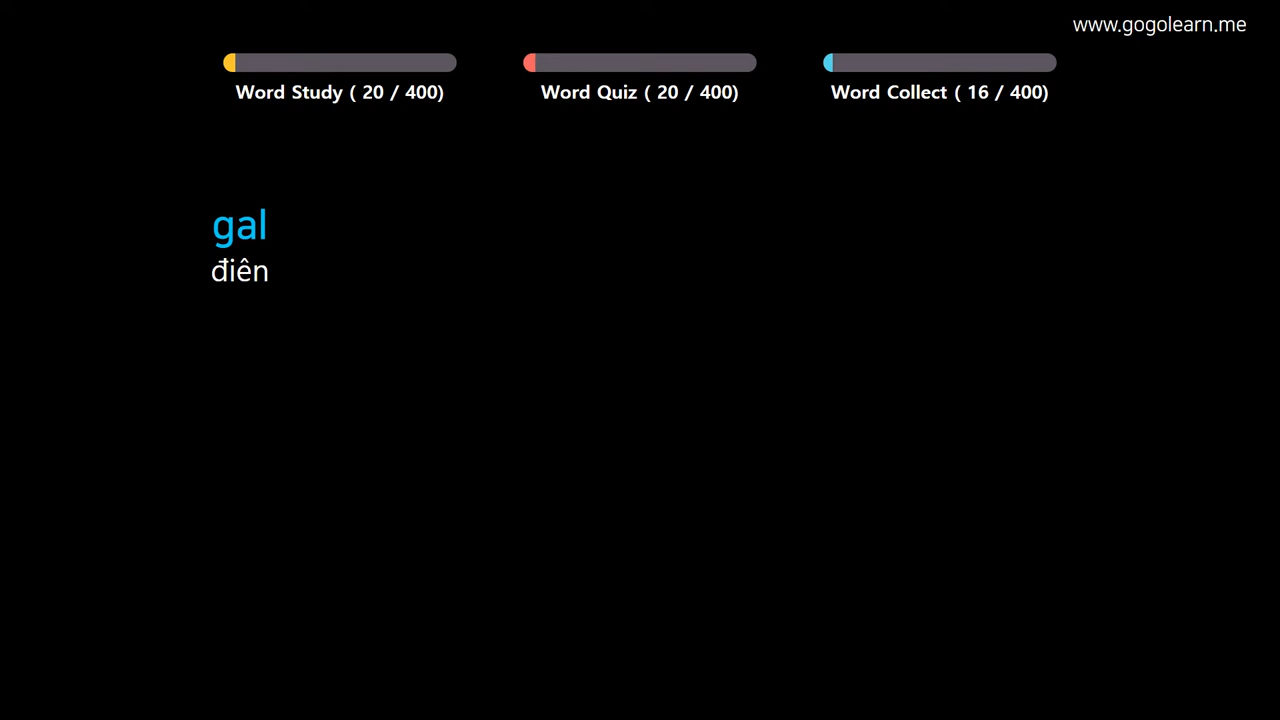 www.gogolearn.me
Word Study ( 20 / 400)
Word Quiz ( 20 / 400)
Word Collect ( 16 / 400)
gal
điên